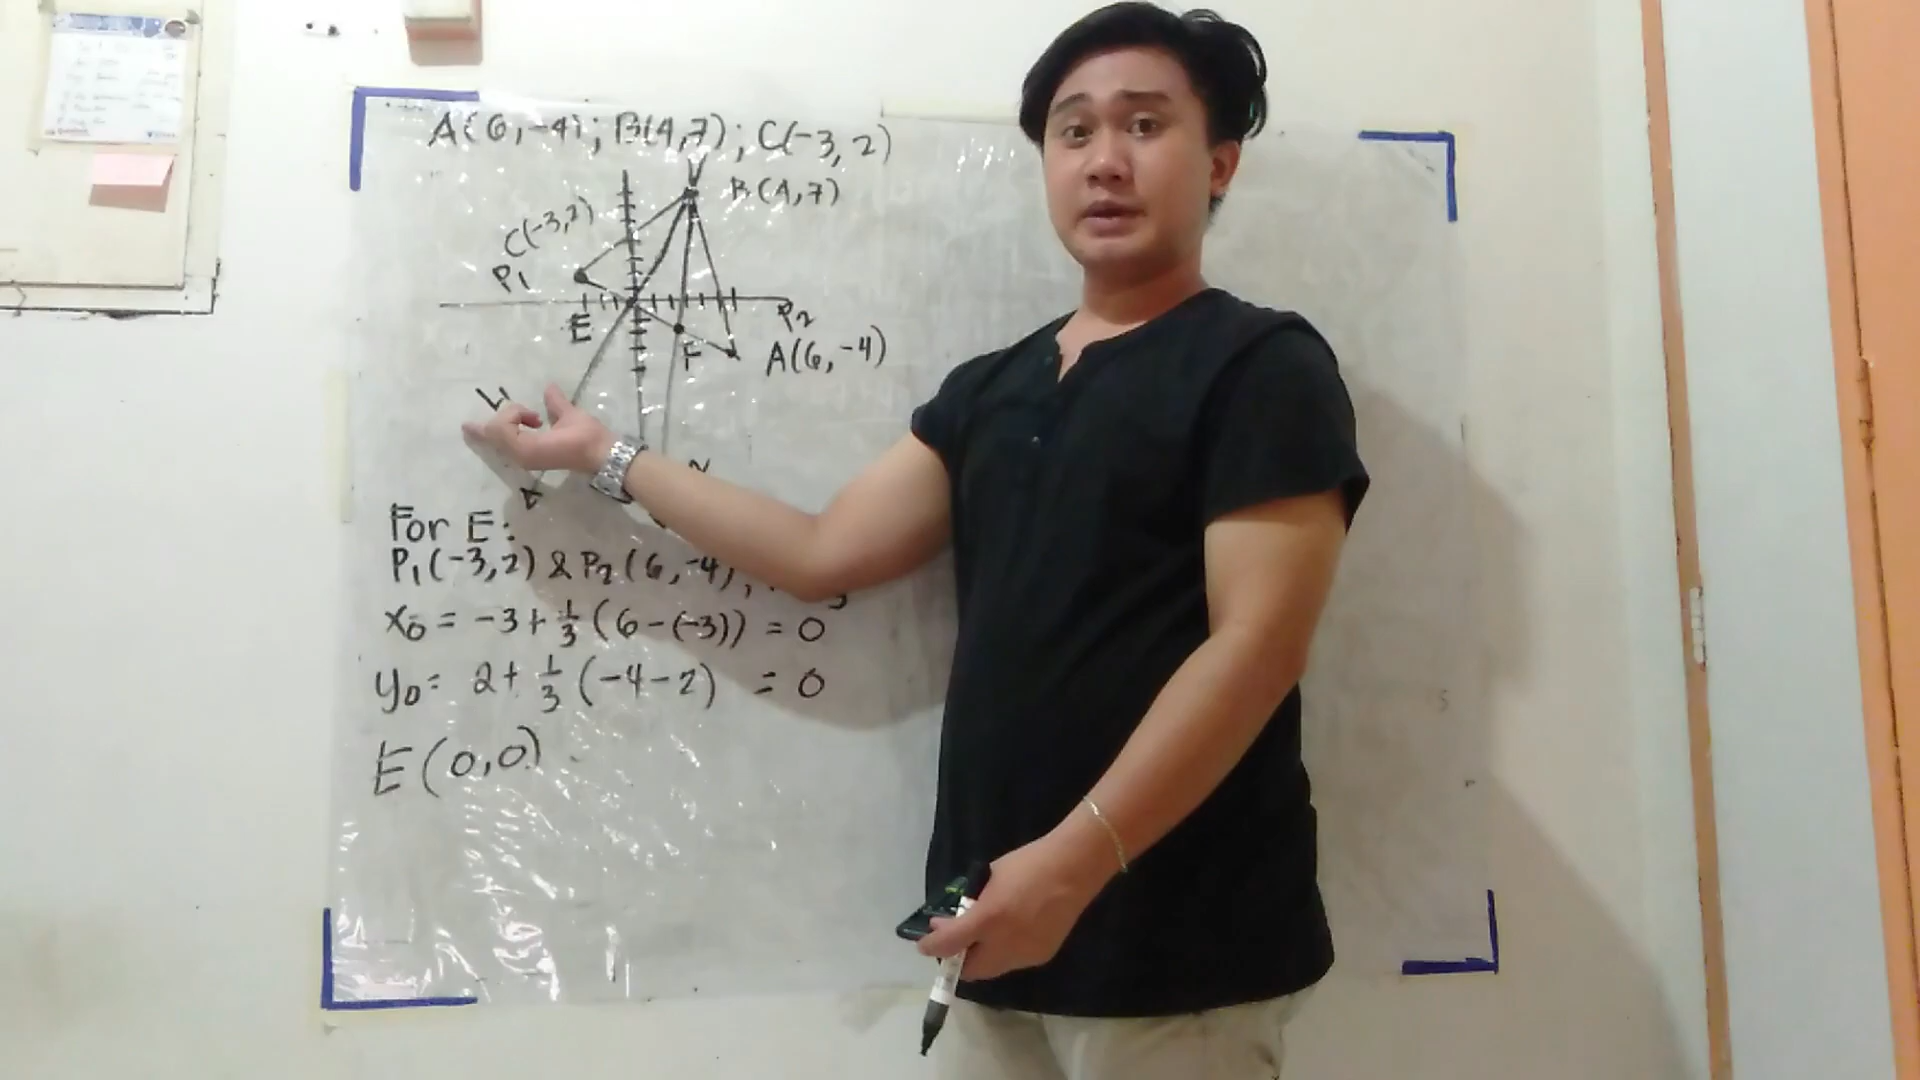 A(6,-4); B(4,7); C(-3,2)
B(4,7)
C(-3,2)
P₁
E
P₂
F
A(6,-4)
L₁
For E:
P₁(-3,2) & P₂(6,-4),
x₀ = -3+ 1/3 (6-(-3)) = 0
y₀ = 2+ 1/3 (-4-2) = 0
E(0,0)